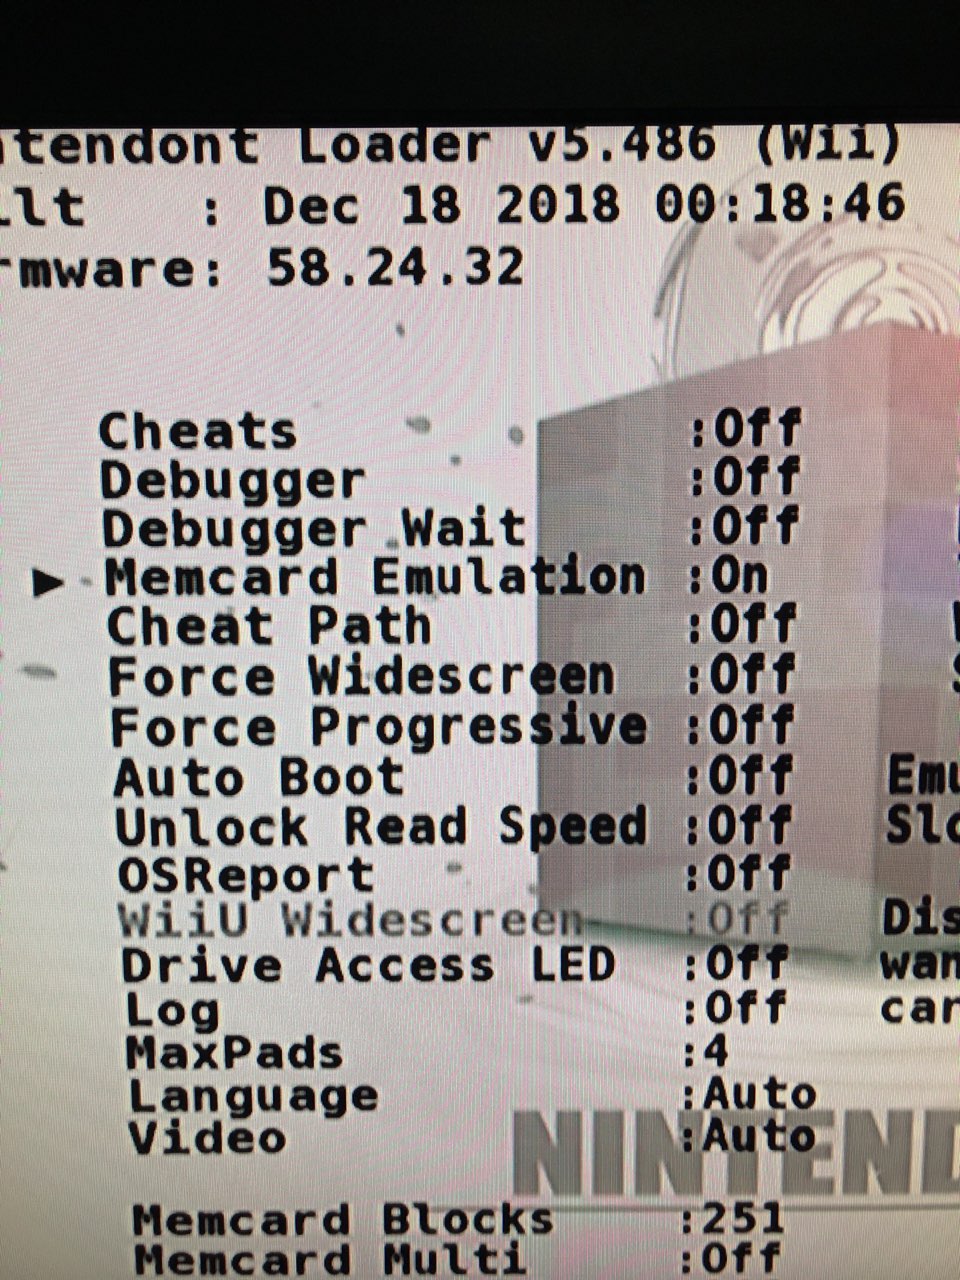 tendont Loader v5.486 (Wii)
ilt : Dec 18 2018 00:18:46
rmware: 58.24.32
Cheats :Off
Debugger :Off
Debugger Wait :Off
▶ Memcard Emulation :On
Cheat Path :Off
Force Widescreen :Off
Force Progressive :Off
Auto Boot :Off Emu
Unlock Read Speed :Off Slo
OSReport :Off
WiiU Widescreen :Off Dis
Drive Access LED :Off wan
Log :Off car
MaxPads :4
Language :Auto
Video :Auto
NINTEND
Memcard Blocks :251
Memcard Multi :Off